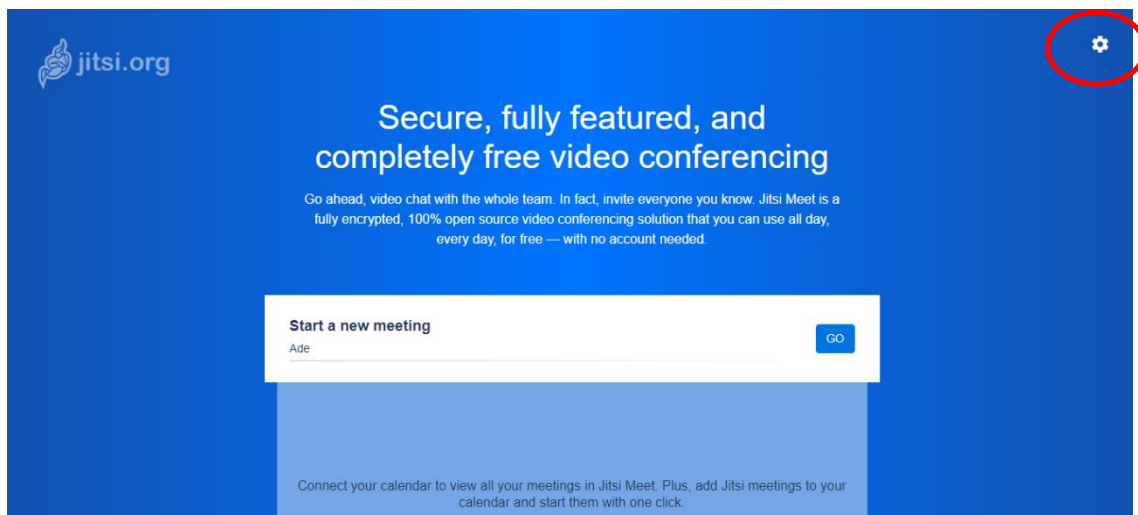 jitsi.org
Secure, fully featured, and
completely free video conferencing
Go ahead, video chat with the whole team. In fact, invite everyone you know. Jitsi Meet is a
fully encrypted, 100% open source video conferencing solution that you can use all day,
every day, for free — with no account needed.
Start a new meeting
Ade
GO
Connect your calendar to view all your meetings in Jitsi Meet. Plus, add Jitsi meetings to your
calendar and start them with one click.